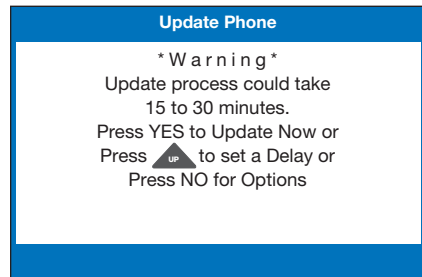 Update Phone
* W a r n i n g *
Update process could take
15 to 30 minutes.
Press YES to Update Now or
Press UP to set a Delay or
Press NO for Options